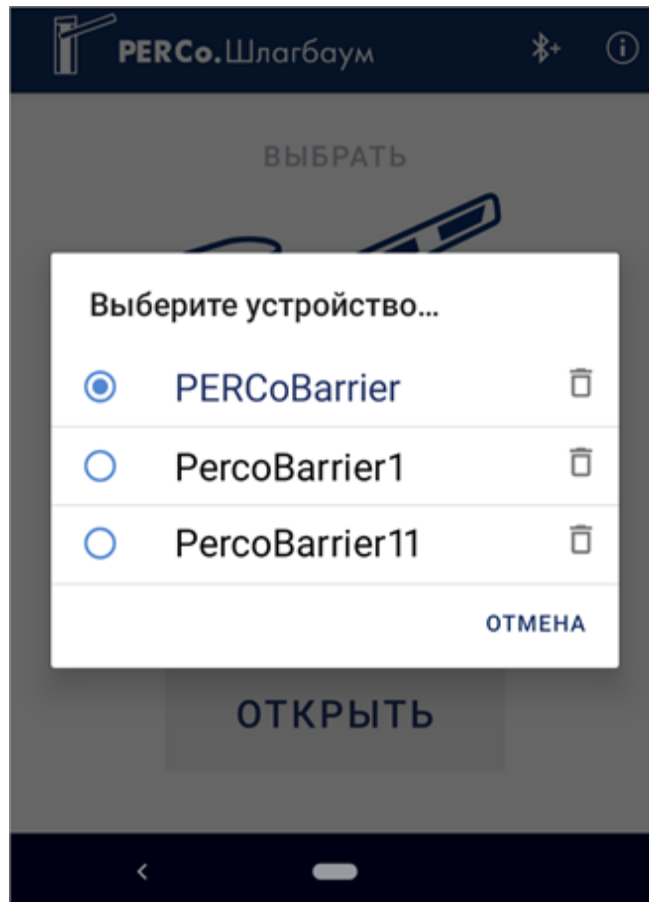 PERCo.Шлагбаум
ВЫБРАТЬ
Выберите устройство...
PERCoBarrier
PercoBarrier1
PercoBarrier11
ОТМЕНА
ОТКРЫТЬ